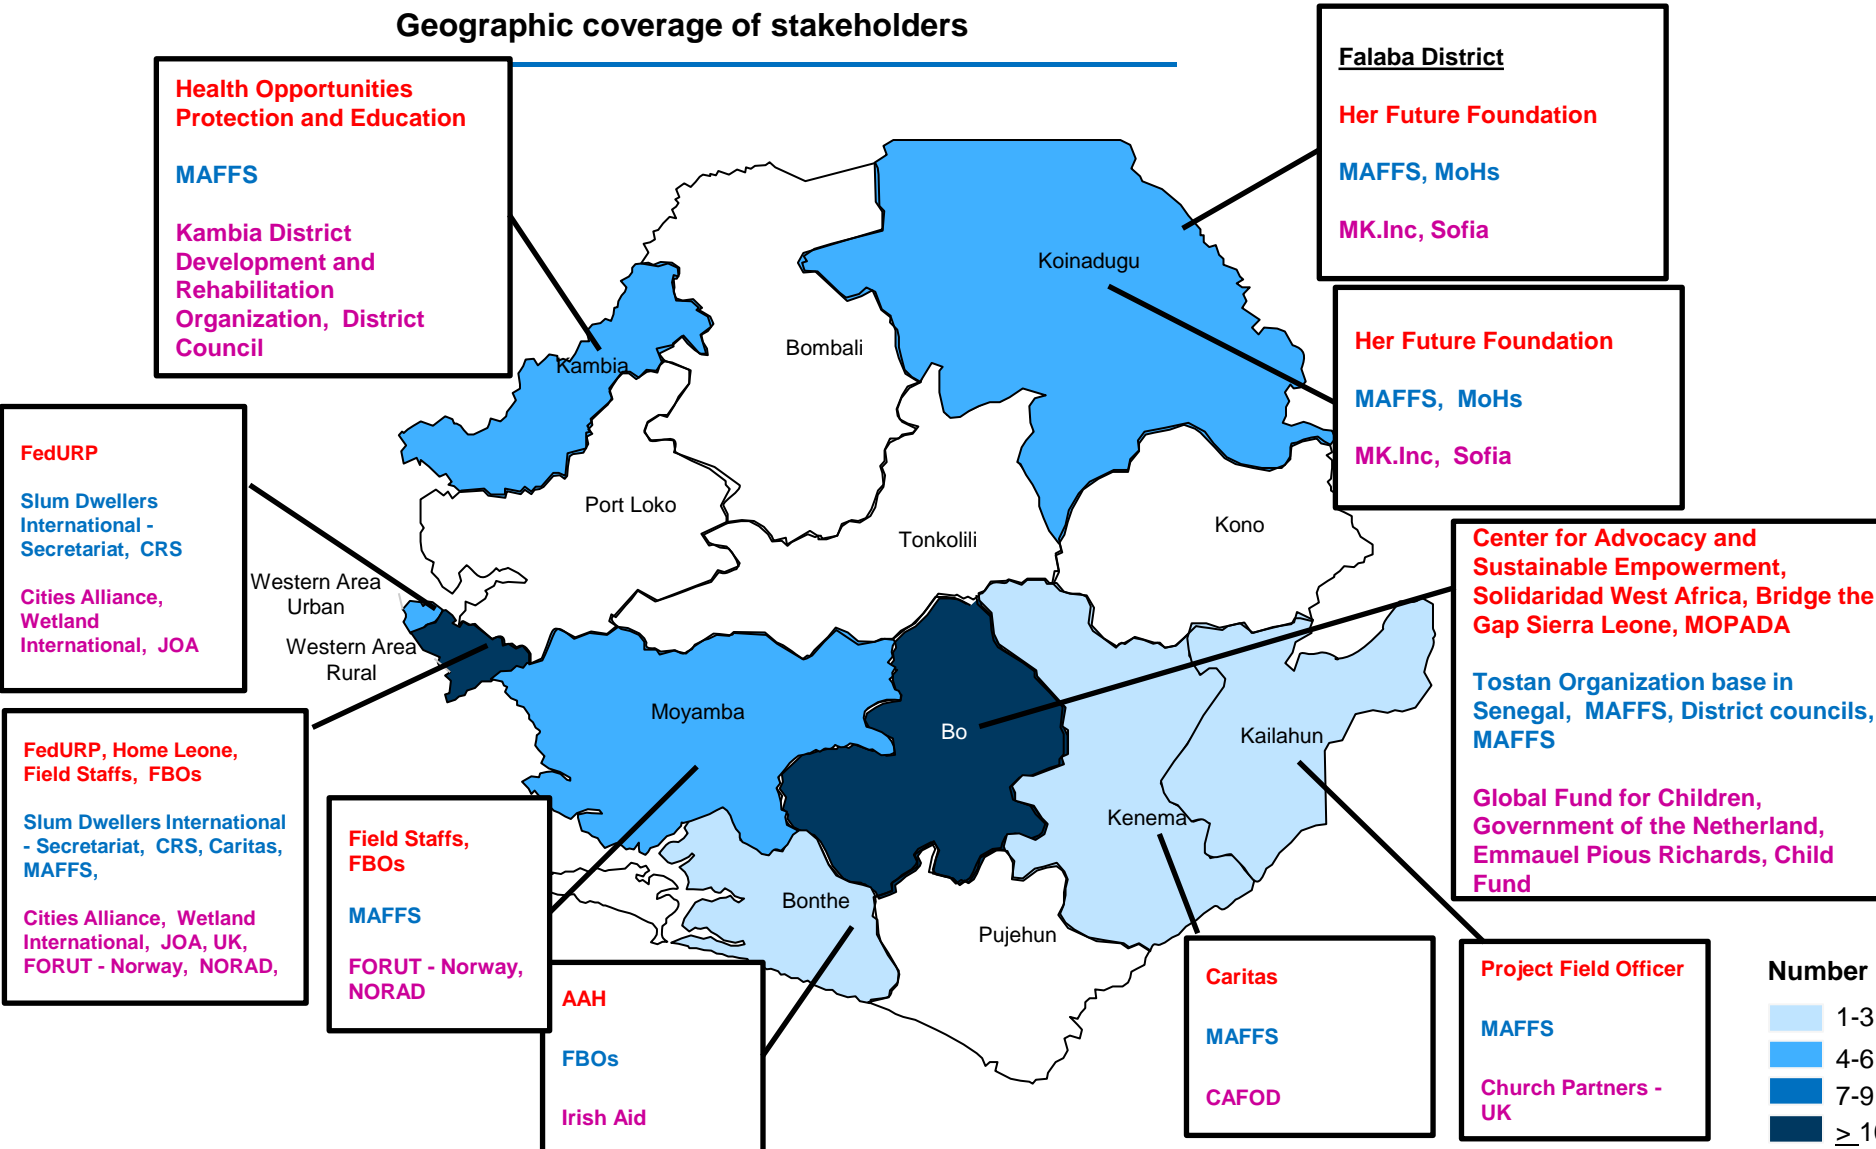 Geographic coverage of stakeholders
Health Opportunities
Protection and Education
MAFFS
Kambia District
Development and
Rehabilitation
Organization, District
Council
Falaba District
Her Future Foundation
MAFFS, MoHs
MK.Inc, Sofia
Her Future Foundation
MAFFS, MoHs
MK.Inc, Sofia
FedURP
Slum Dwellers
International -
Secretariat, CRS
Cities Alliance,
Wetland
International, JOA
FedURP, Home Leone,
Field Staffs, FBOs
Slum Dwellers International
- Secretariat, CRS, Caritas,
MAFFS,
Cities Alliance, Wetland
International, JOA, UK,
FORUT - Norway, NORAD,
Field Staffs,
FBOs
MAFFS
FORUT - Norway,
NORAD
AAH
FBOs
Irish Aid
Caritas
MAFFS
CAFOD
Project Field Officer
MAFFS
Church Partners -
UK
Center for Advocacy and
Sustainable Empowerment,
Solidaridad West Africa, Bridge the
Gap Sierra Leone, MOPADA
Tostan Organization base in
Senegal, MAFFS, District councils,
MAFFS
Global Fund for Children,
Government of the Netherland,
Emmauel Pious Richards, Child
Fund
Koinadugu
Bombali
Kambia
Port Loko
Tonkolili
Kono
Western Area
Urban
Western Area
Rural
Moyamba
Bo
Kailahun
Kenema
Bonthe
Pujehun
Number
1-3
4-6
7-9